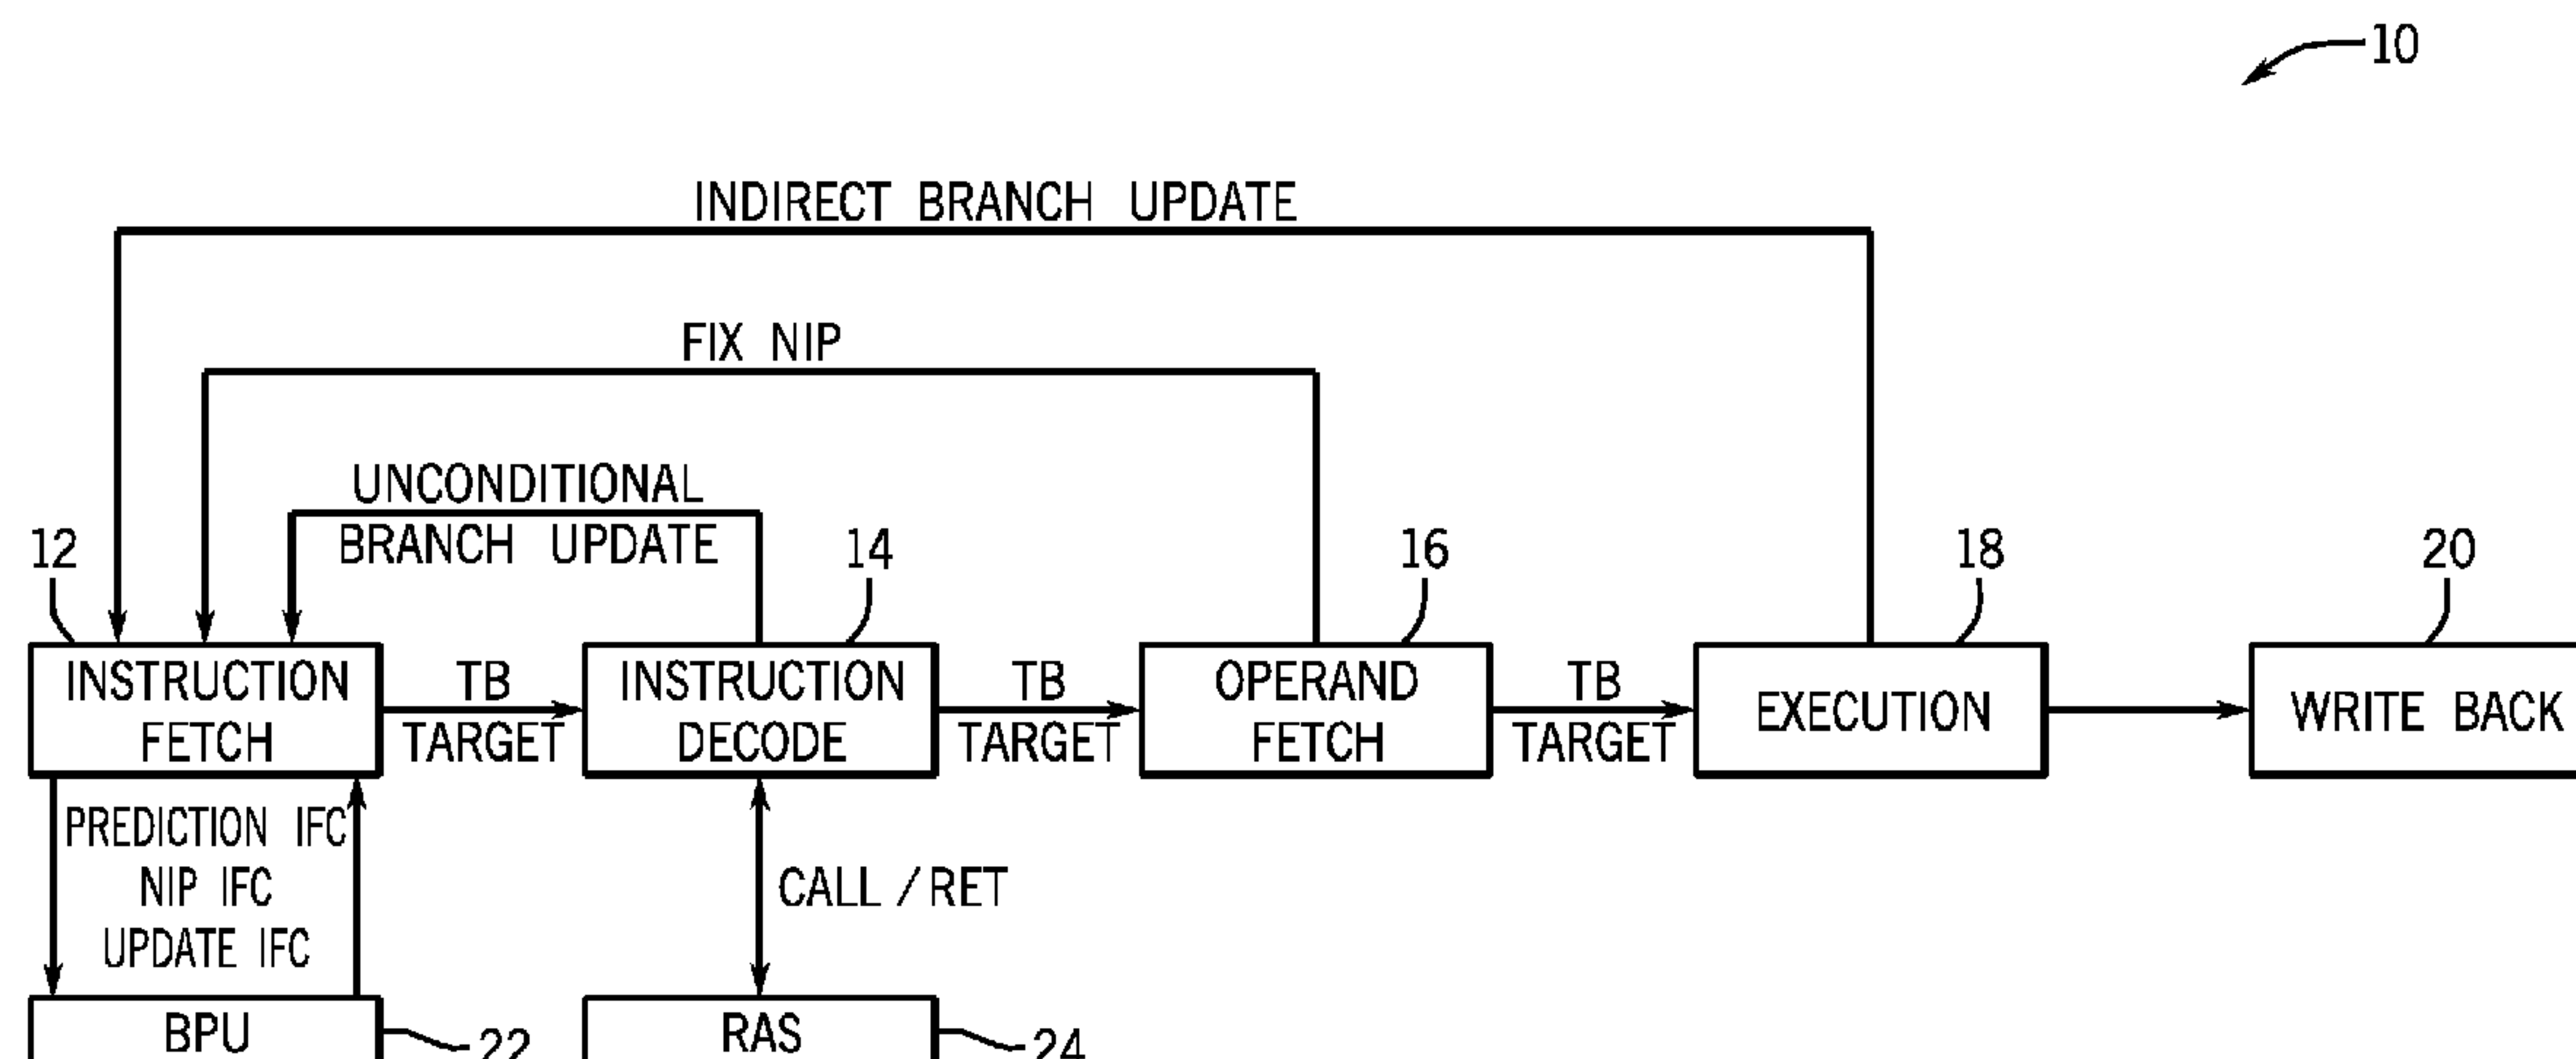 10
INDIRECT BRANCH UPDATE
FIX NIP
UNCONDITIONAL
BRANCH UPDATE
12
14
16
18
20
INSTRUCTION
FETCH
TB
TARGET
INSTRUCTION
DECODE
TB
TARGET
OPERAND
FETCH
TB
TARGET
EXECUTION
WRITE BACK
PREDICTION IFC
NIP IFC
UPDATE IFC
CALL / RET
BPU
22
RAS
24